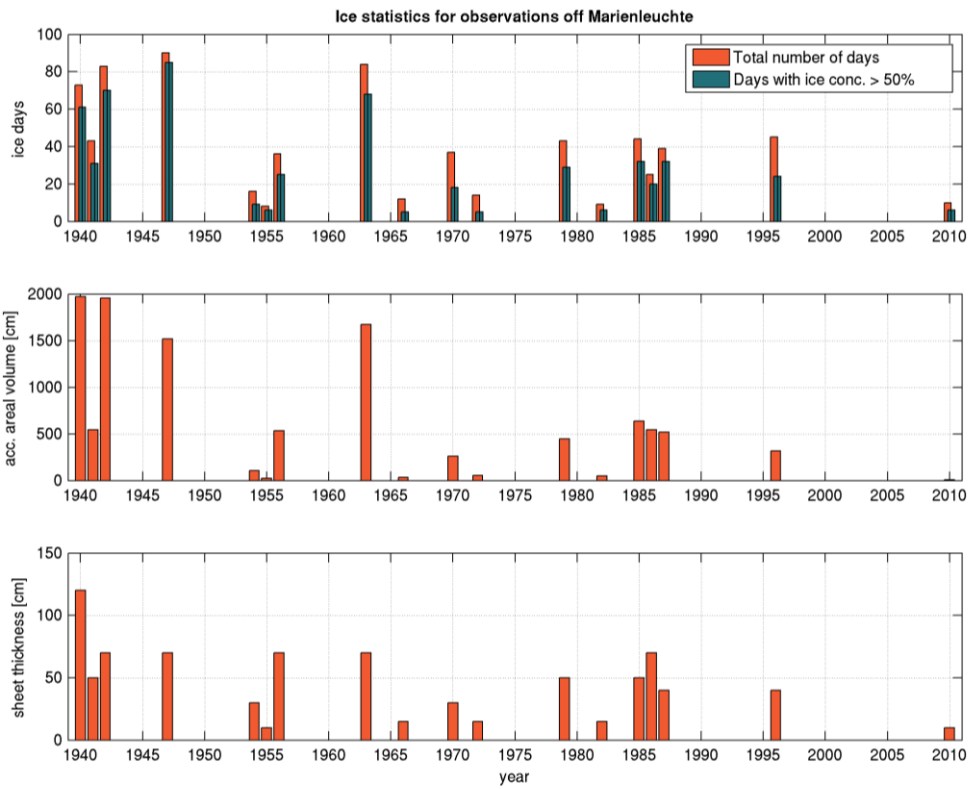 Ice statistics for observations off Marienleuchte
100
80
60
40
20
0
ice days
Total number of days
Days with ice conc. > 50%
1940 1945 1950 1955 1960 1965 1970 1975 1980 1985 1990 1995 2000 2005 2010
2000
1500
1000
500
0
acc. areal volume [cm]
1940 1945 1950 1955 1960 1965 1970 1975 1980 1985 1990 1995 2000 2005 2010
150
100
50
0
sheet thickness [cm]
1940 1945 1950 1955 1960 1965 1970 1975 1980 1985 1990 1995 2000 2005 2010
year